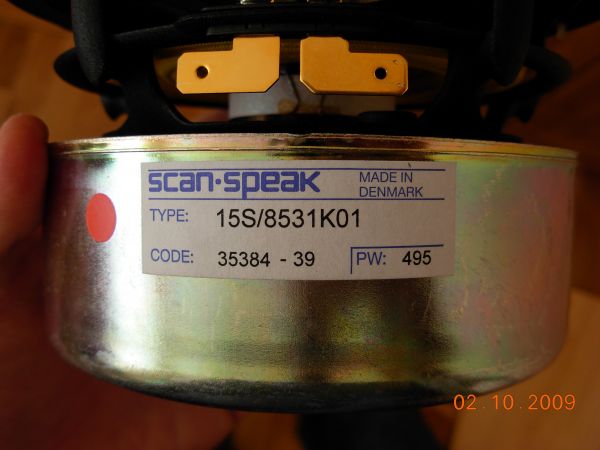 scan·speak
MADE IN
DENMARK
TYPE: 15S/8531K01
CODE: 35384 - 39 PW: 495
02.10.2009